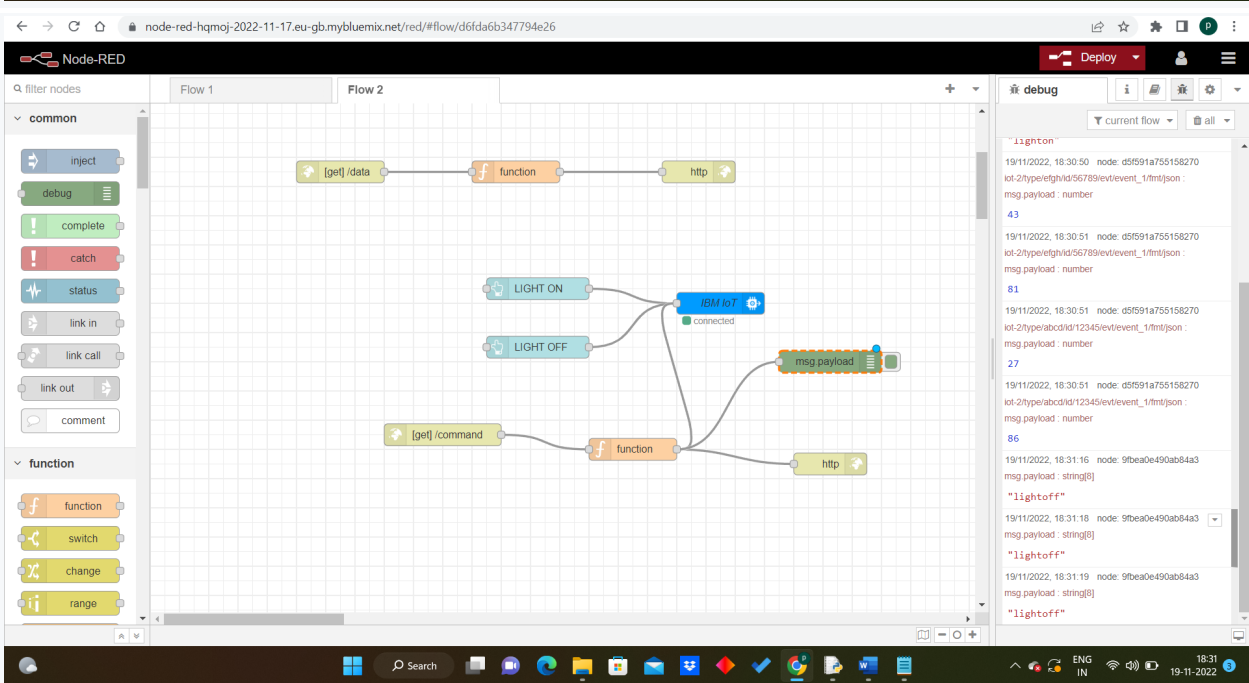 node-red-hqmoj-2022-11-17.eu-gb.mybluemix.net/red/#flow/d6fda6b347794e26
P
Node-RED
Deploy
filter nodes
Flow 1
Flow 2
debug
i
current flow
all
common
inject
debug
complete
catch
status
link in
link call
link out
comment
function
f function
switch
change
range
[get] /data
f function
http
LIGHT ON
LIGHT OFF
IBM IoT
connected
msg.payload
[get] /command
f function
http
"lighton"
19/11/2022, 18:30:50 node: d5f591a755158270
iot-2/type/efgh/id/56789/evt/event_1/fmt/json :
msg.payload : number
43
19/11/2022, 18:30:51 node: d5f591a755158270
iot-2/type/efgh/id/56789/evt/event_1/fmt/json :
msg.payload : number
81
19/11/2022, 18:30:51 node: d5f591a755158270
iot-2/type/abcd/id/12345/evt/event_1/fmt/json :
msg.payload : number
27
19/11/2022, 18:30:51 node: d5f591a755158270
iot-2/type/abcd/id/12345/evt/event_1/fmt/json :
msg.payload : number
86
19/11/2022, 18:31:16 node: 9fbea0e490ab84a3
msg.payload : string[8]
"lightoff"
19/11/2022, 18:31:18 node: 9fbea0e490ab84a3
msg.payload : string[8]
"lightoff"
19/11/2022, 18:31:19 node: 9fbea0e490ab84a3
msg.payload : string[8]
"lightoff"
Search
ENG
IN
18:31
19-11-2022
3